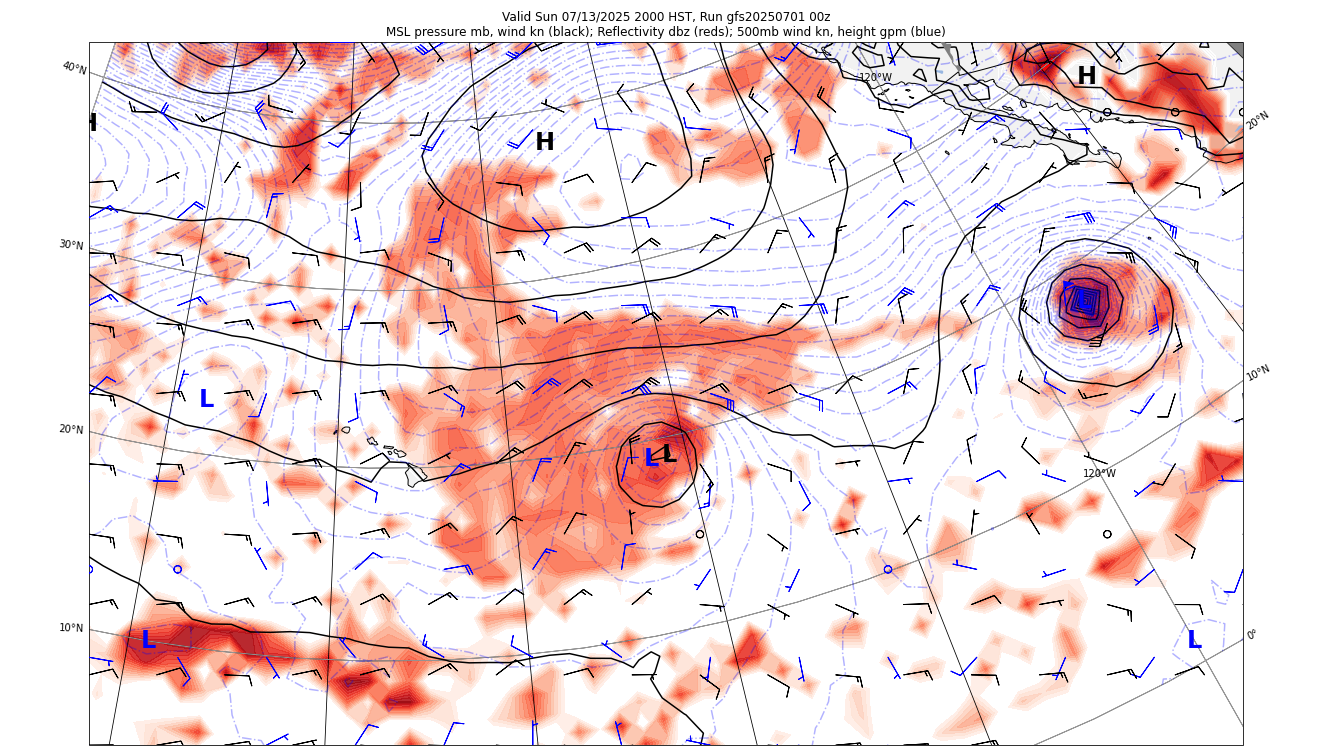 Valid Sun 07/13/2025 2000 HST, Run gfs20250701 00z
MSL pressure mb, wind kn (black); Reflectivity dbz (reds); 500mb wind kn, height gpm (blue)
40°N
120°W
H
20°N
H
H
30°N
10°N
L
20°N
L
L
120°W
10°N
L
0°
L